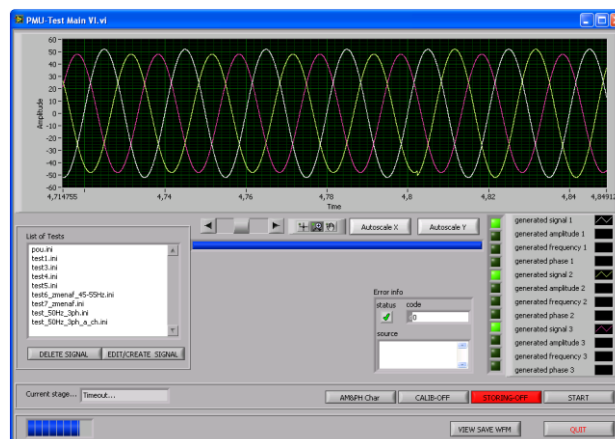 PMU-Test Main VI.vi
60
50
40
30
20
10
0
-10
-20
-30
-40
-50
-60
Amplitude
4,714755
4,74
4,76
4,78
4,8
4,82
4,84
Time
Autoscale X
Autoscale Y
List of Tests
pou.ini
test1.ini
test3.ini
test4.ini
test5.ini
test6_zmenaf_45-55Hz.ini
test7_zmenaf.ini
test_50Hz_3ph.ini
test_50Hz_3ph_a_ch.ini
DELETE SIGNAL
EDIT/CREATE SIGNAL
Error info
status
code
0
source
generated signal 1
generated amplitude 1
generated frequency 1
generated phase 1
generated signal 2
generated amplitude 2
generated frequency 2
generated phase 2
generated signal 3
generated amplitude 3
generated frequency 3
generated phase 3
Current stage...
Timeout...
AM&PH Char
CALIB-OFF
STORING-OFF
START
VIEW SAVE WFM
QUIT